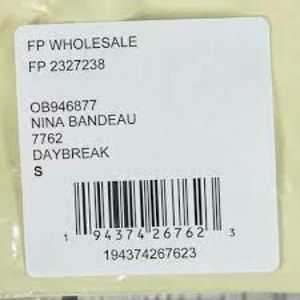 FP WHOLESALE
FP 2327238
OB946877
NINA BANDEAU
7762
DAYBREAK
S
1 94374 26762 3
194374267623